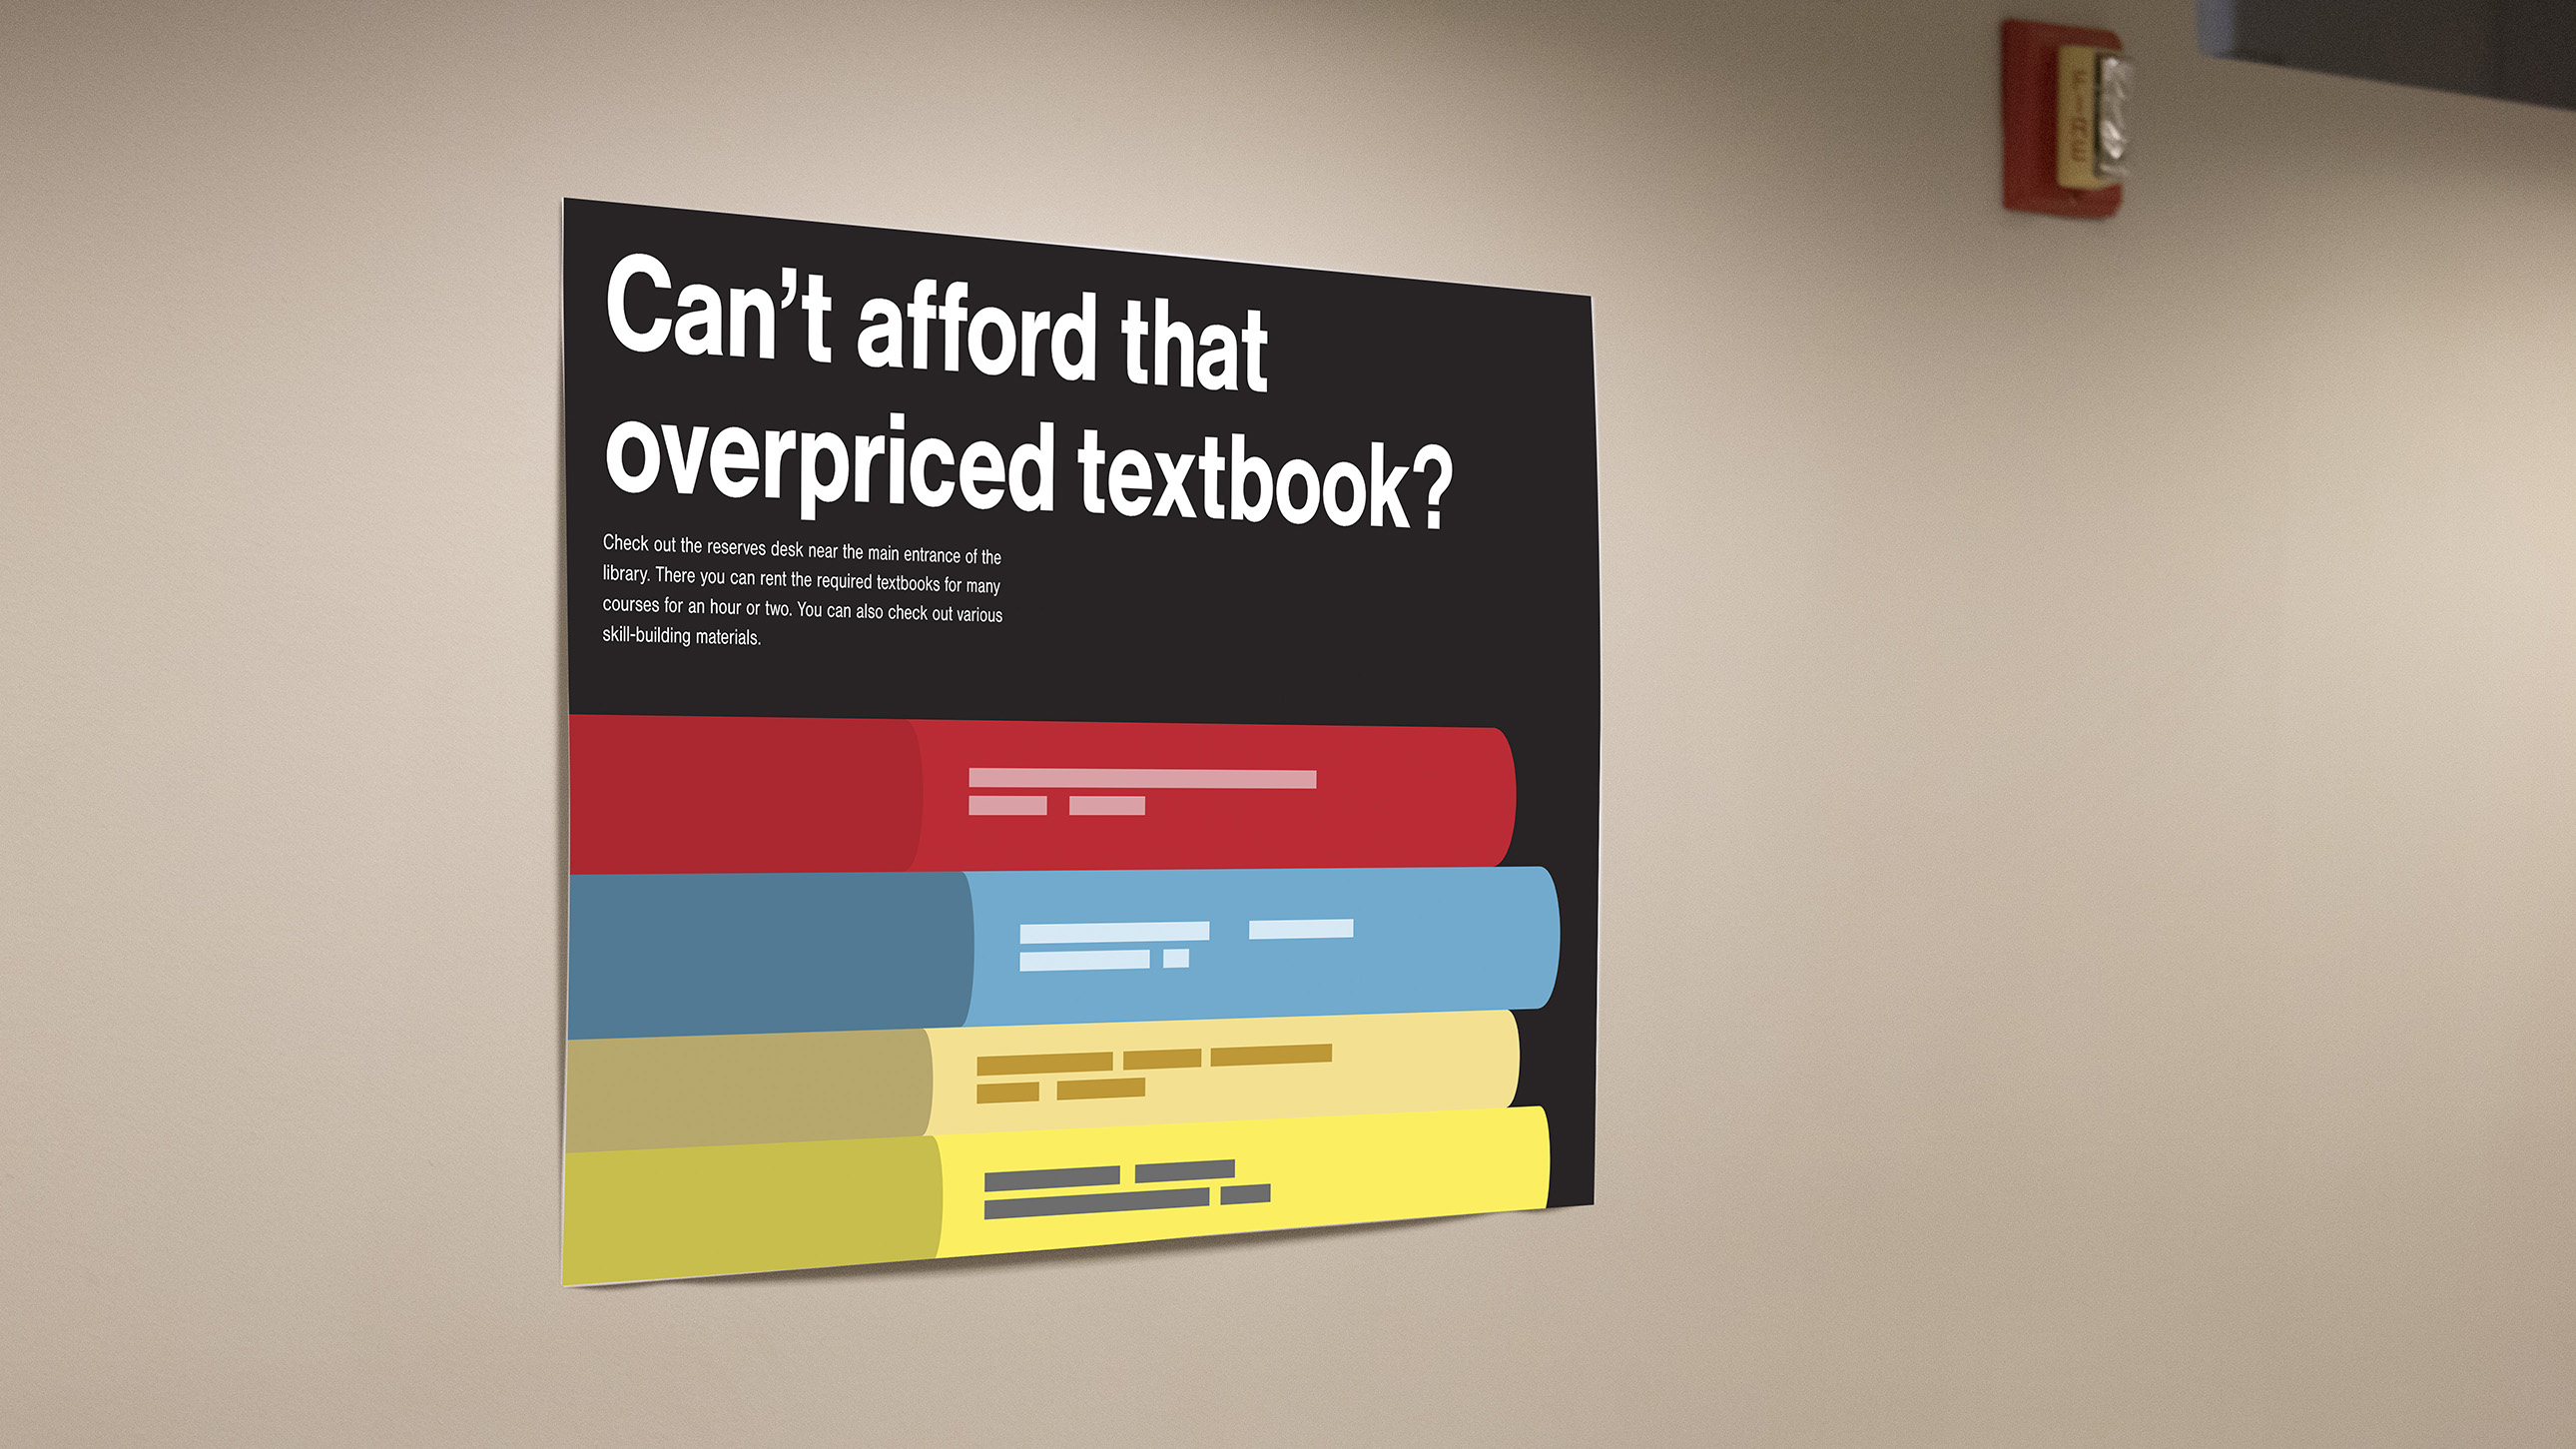 Can’t afford that
overpriced textbook?
Check out the reserves desk near the main entrance of the
library. There you can rent the required textbooks for many
courses for an hour or two. You can also check out various
skill-building materials.
FIRE